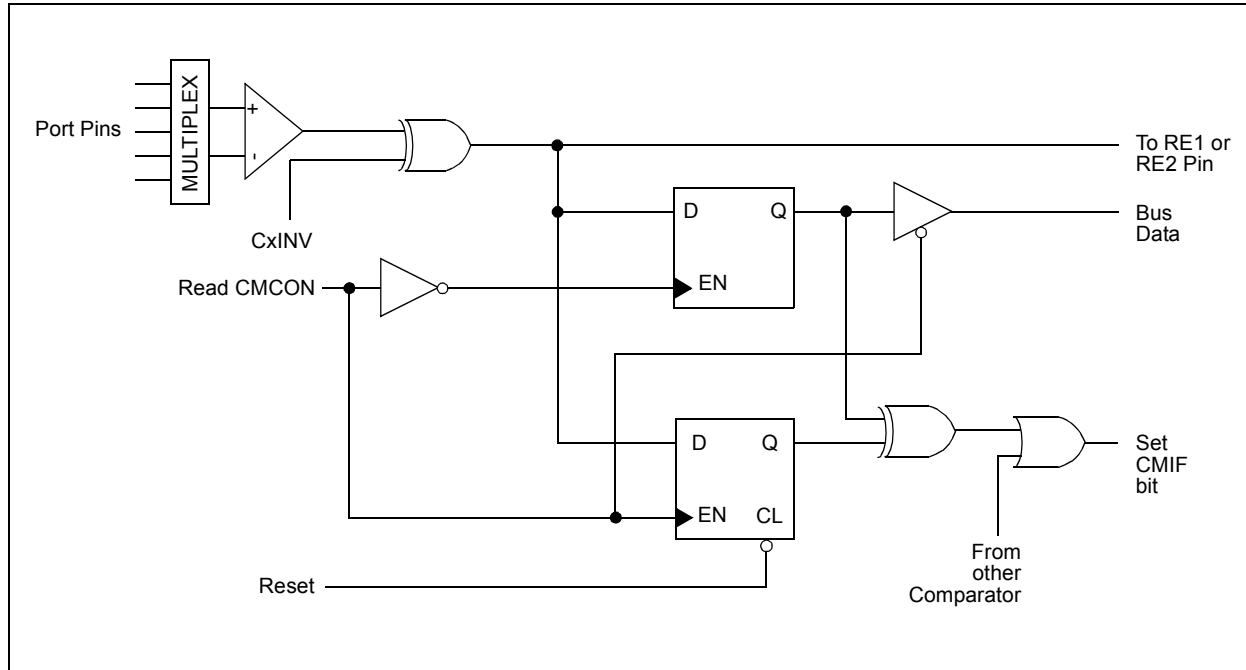 MULTIPLEX
Port Pins
+
-
CxINV
To RE1 or
RE2 Pin
D
Q
EN
Bus
Data
Read CMCON
D
Q
EN
CL
Set
CMIF
bit
From
other
Comparator
Reset